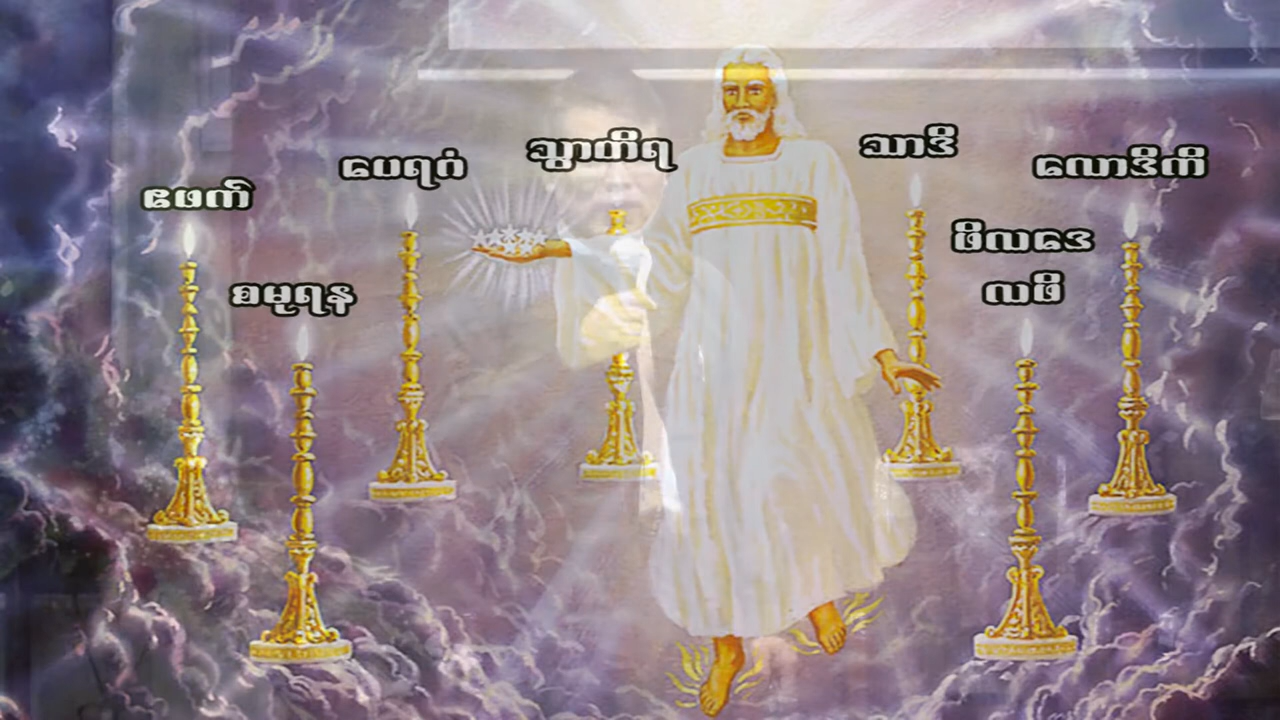 ဧဖက်
စမုရန
ပေရဂံ
သွာတိရ
သာဒိ
ဖိလဒေ
လဖိ
လောဒိကိ